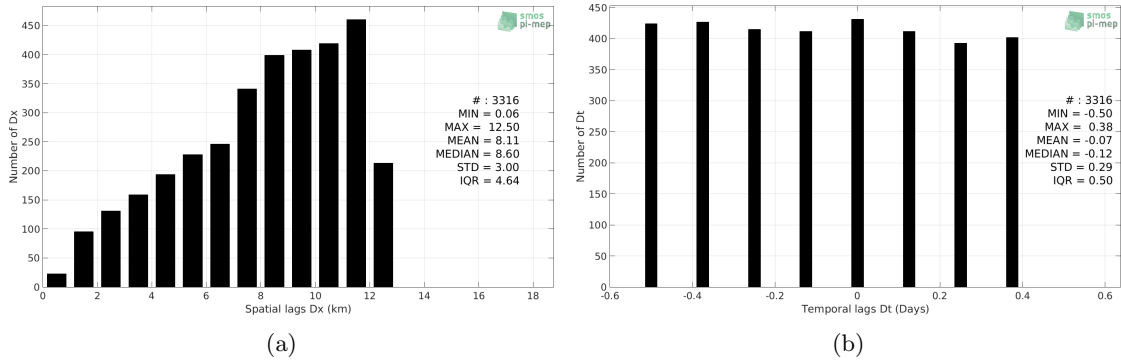 450
400
350
300
250
200
150
100
50
0
Number of Dx
0 2 4 6 8 10 12 14 16 18
Spatial lags Dx (km)
smos
pi-mep
# : 3316
MIN = 0.06
MAX = 12.50
MEAN = 8.11
MEDIAN = 8.60
STD = 3.00
IQR = 4.64
(a)
450
400
350
300
250
200
150
100
50
0
Number of Dt
-0.6 -0.4 -0.2 0 0.2 0.4 0.6
Temporal lags Dt (Days)
smos
pi-mep
# : 3316
MIN = -0.50
MAX = 0.38
MEAN = -0.07
MEDIAN = -0.12
STD = 0.29
IQR = 0.50
(b)